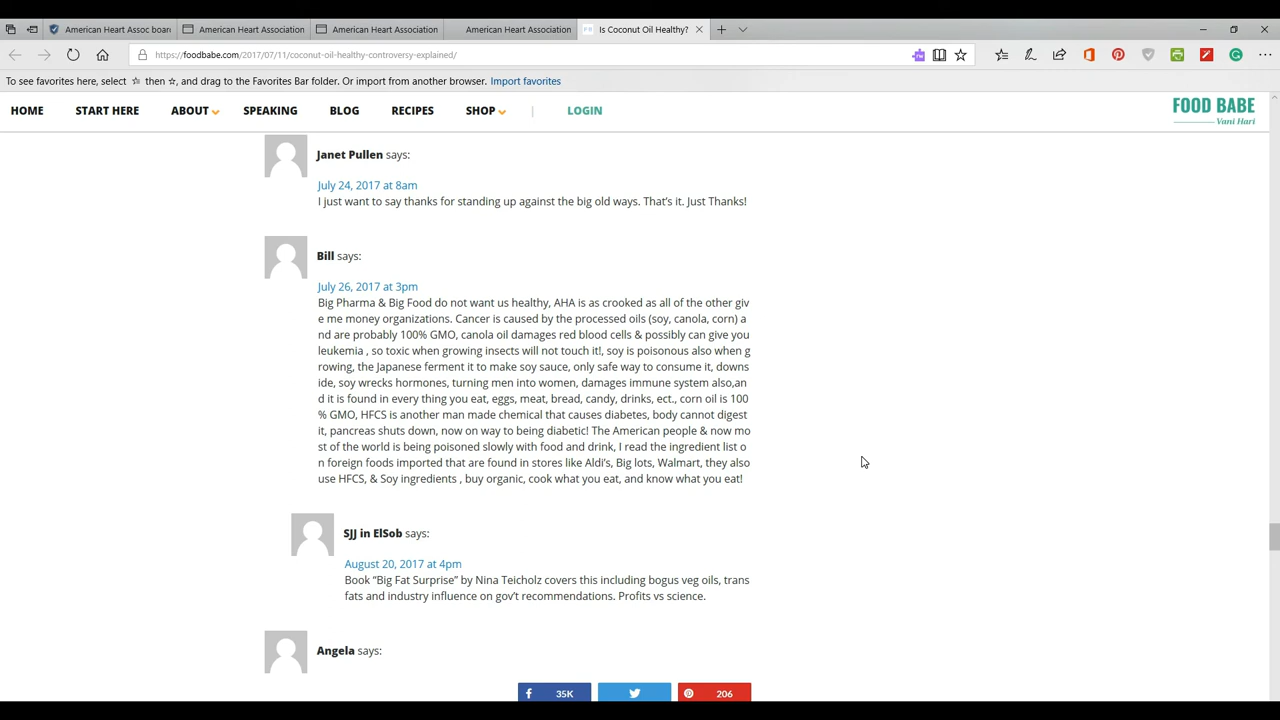 American Heart Assoc boar
American Heart Association
American Heart Association
American Heart Association
Is Coconut Oil Healthy?
https://foodbabe.com/2017/07/11/coconut-oil-healthy-controversy-explained/
To see favorites here, select ☆ then ☆, and drag to the Favorites Bar folder. Or import from another browser. Import favorites
HOME START HERE ABOUT SPEAKING BLOG RECIPES SHOP | LOGIN
FOOD BABE
Vani Hari
Janet Pullen says:
July 24, 2017 at 8am
I just want to say thanks for standing up against the big old ways. That's it. Just Thanks!
Bill says:
July 26, 2017 at 3pm
Big Pharma & Big Food do not want us healthy, AHA is as crooked as all of the other giv
e me money organizations. Cancer is caused by the processed oils (soy, canola, corn) a
nd are probably 100% GMO, canola oil damages red blood cells & possibly can give you
leukemia , so toxic when growing insects will not touch it!, soy is poisonous also when g
rowing, the Japanese ferment it to make soy sauce, only safe way to consume it, downs
ide, soy wrecks hormones, turning men into women, damages immune system also,an
d it is found in every thing you eat, eggs, meat, bread, candy, drinks, ect., corn oil is 100
% GMO, HFCS is another man made chemical that causes diabetes, body cannot digest
it, pancreas shuts down, now on way to being diabetic! The American people & now mo
st of the world is being poisoned slowly with food and drink, I read the ingredient list o
n foreign foods imported that are found in stores like Aldi's, Big lots, Walmart, they also
use HFCS, & Soy ingredients , buy organic, cook what you eat, and know what you eat!
SJJ in ElSob says:
August 20, 2017 at 4pm
Book “Big Fat Surprise” by Nina Teicholz covers this including bogus veg oils, trans
fats and industry influence on gov't recommendations. Profits vs science.
Angela says:
35K
206